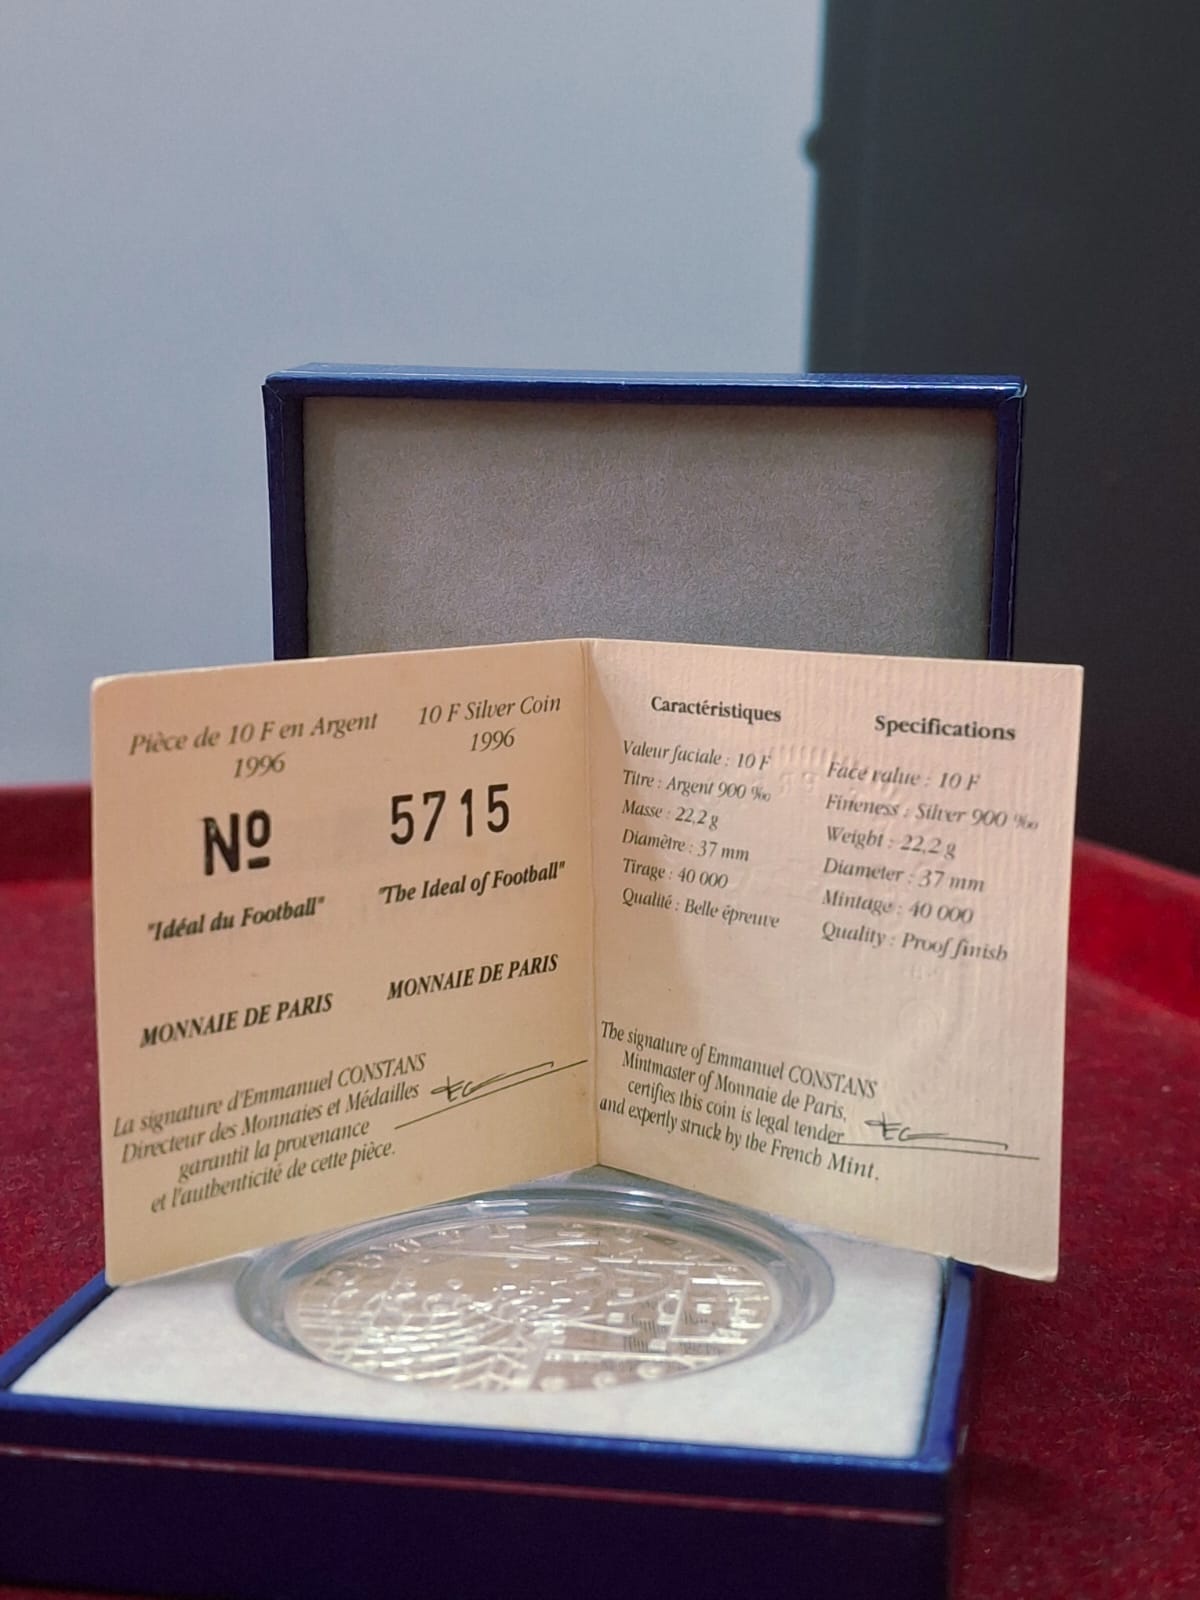 Pièce de 10 F en Argent
1996
Nº
"Idéal du Football"
MONNAIE DE PARIS
10 F Silver Coin
1996
5715
"The Ideal of Football"
MONNAIE DE PARIS
La signature d'Emmanuel CONSTANS
Directeur des Monnaies et Médailles
garantit la provenance
et l'authenticité de cette pièce.
Caractéristiques
Valeur faciale : 10 F
Titre : Argent 900 ‰
Masse : 22,2 g
Diamètre : 37 mm
Tirage : 40 000
Qualité : Belle épreuve
Specifications
Face value : 10 F
Fineness : Silver 900 ‰
Weight : 22,2 g
Diameter : 37 mm
Mintage : 40 000
Quality : Proof finish
The signature of Emmanuel CONSTANS
Mintmaster of Monnaie de Paris,
certifies this coin is legal tender
and expertly struck by the French Mint.